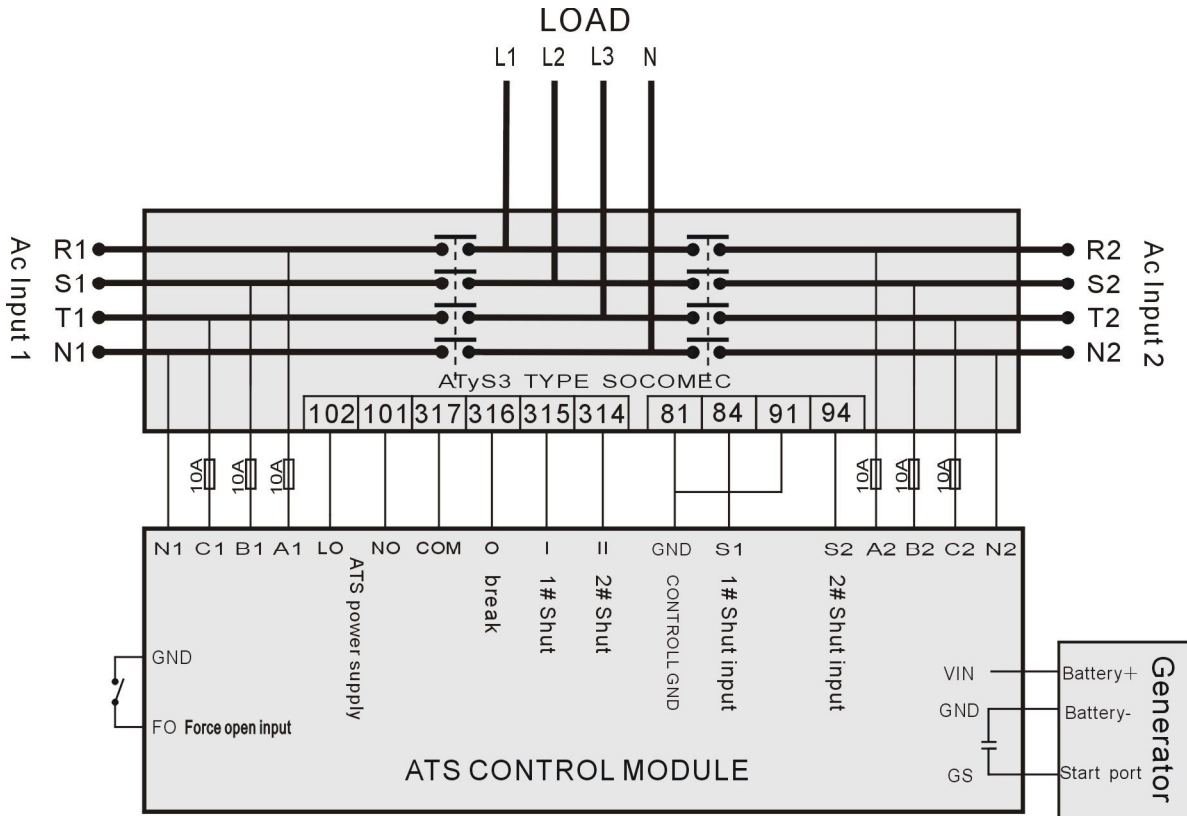 LOAD
L1 L2 L3 N
Ac Input 1
R1
S1
T1
N1
R2
S2
T2
N2
Ac Input 2
ATyS3 TYPE SOCOMEC
102 101 317 316 315 314 81 84 91 94
10A 10A 10A 10A 10A 10A
N1 C1 B1 A1 LO NO COM O I II GND S1 S2 A2 B2 C2 N2
ATS power supply
break
1# Shut
2# Shut
CONTROLL GND
1# Shut input
2# Shut input
GND
FO Force open input
ATS CONTROL MODULE
VIN
GND
GS
Battery+
Battery-
Start port
Generator